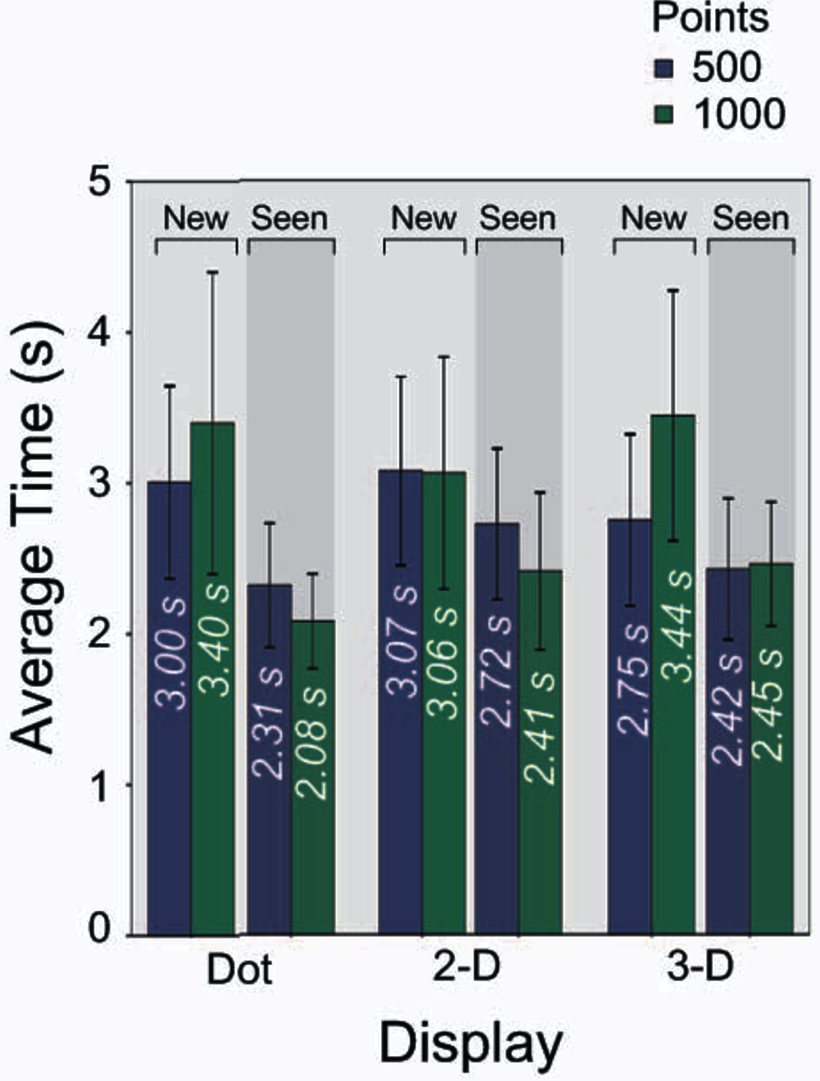 Points
500
1000
5
New Seen New Seen New Seen
4
3
2
1
0
Average Time (s)
3.00 s
3.40 s
2.31 s
2.08 s
3.07 s
3.06 s
2.72 s
2.41 s
2.75 s
3.44 s
2.42 s
2.45 s
Dot 2-D 3-D
Display